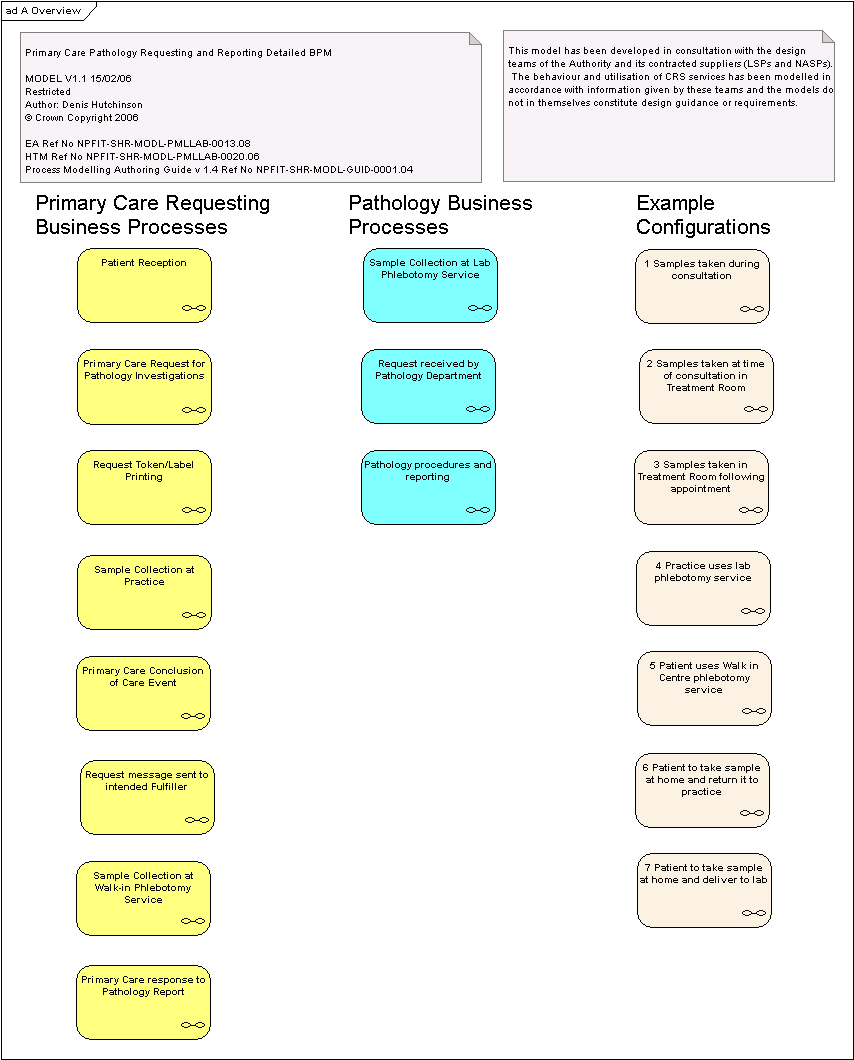 ad A Overview
Primary Care Pathology Requesting and Reporting Detailed BPM
MODEL V1.1 15/02/06
Restricted
Author: Denis Hutchinson
© Crown Copyright 2006
EA Ref No NPFIT-SHR-MODL-PMLLAB-0013.08
HTM Ref No NPFIT-SHR-MODL-PMLLAB-0020.06
Process Modelling Authoring Guide v 1.4 Ref No NPFIT-SHR-MODL-GUID-0001.04
This model has been developed in consultation with the design
teams of the Authority and its contracted suppliers (LSPs and NASPs).
The behaviour and utilisation of CRS services has been modelled in
accordance with information given by these teams and the models do
not in themselves constitute design guidance or requirements.
Primary Care Requesting
Business Processes
Patient Reception
Primary Care Request for
Pathology Investigations
Request Token/Label
Printing
Sample Collection at
Practice
Primary Care Conclusion
of Care Event
Request message sent to
intended Fulfiller
Sample Collection at
Walk-in Phlebotomy
Service
Primary Care response to
Pathology Report
Pathology Business
Processes
Sample Collection at Lab
Phlebotomy Service
Request received by
Pathology Department
Pathology procedures and
reporting
Example
Configurations
1 Samples taken during
consultation
2 Samples taken at time
of consultation in
Treatment Room
3 Samples taken in
Treatment Room following
appointment
4 Practice uses lab
phlebotomy service
5 Patient uses Walk in
Centre phlebotomy
service
6 Patient to take sample
at home and return it to
practice
7 Patient to take sample
at home and deliver to lab